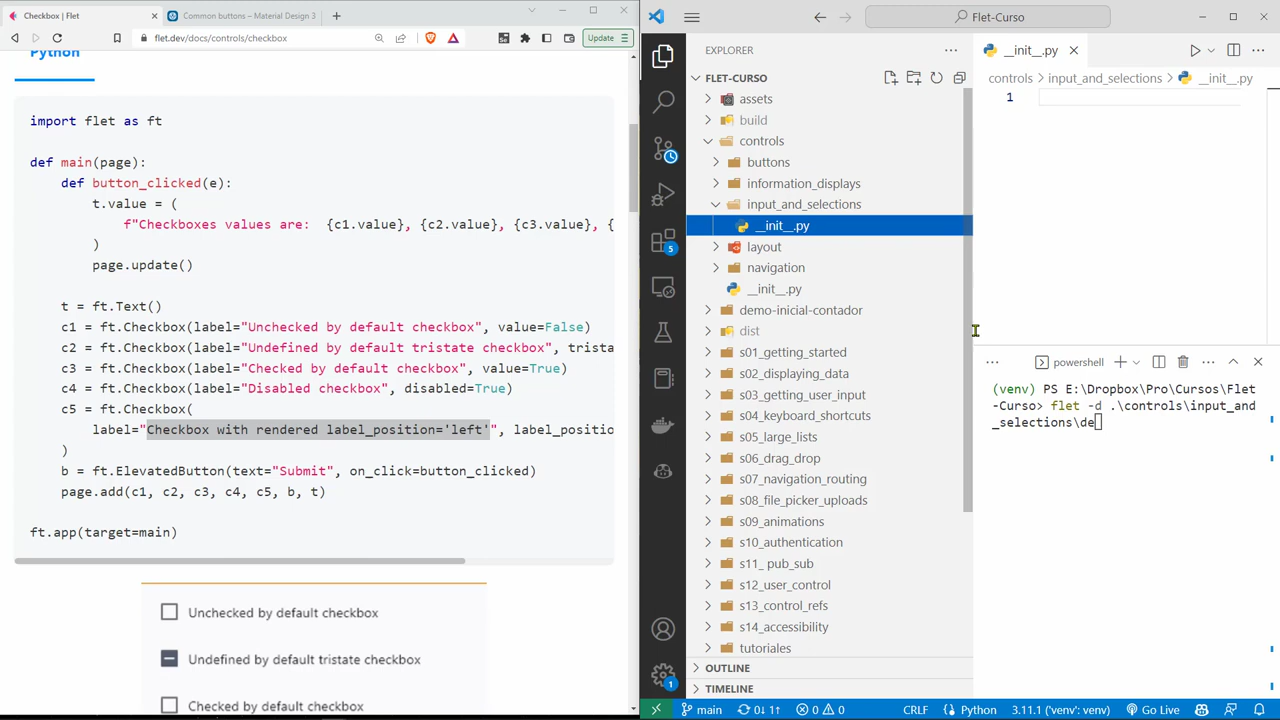 Checkbox | Flet
Common buttons – Material Design 3
flet.dev/docs/controls/checkbox
Update
Python
import flet as ft
def main(page):
def button_clicked(e):
t.value = (
f"Checkboxes values are:  {c1.value}, {c2.value}, {c3.value}, {
)
page.update()
t = ft.Text()
c1 = ft.Checkbox(label="Unchecked by default checkbox", value=False)
c2 = ft.Checkbox(label="Undefined by default tristate checkbox", trista
c3 = ft.Checkbox(label="Checked by default checkbox", value=True)
c4 = ft.Checkbox(label="Disabled checkbox", disabled=True)
c5 = ft.Checkbox(
label="Checkbox with rendered label_position='left'", label_positio
)
b = ft.ElevatedButton(text="Submit", on_click=button_clicked)
page.add(c1, c2, c3, c4, c5, b, t)
ft.app(target=main)
Unchecked by default checkbox
Undefined by default tristate checkbox
Checked by default checkbox
Flet-Curso
EXPLORER
FLET-CURSO
assets
build
controls
buttons
information_displays
input_and_selections
__init__.py
layout
navigation
__init__.py
demo-inicial-contador
dist
s01_getting_started
s02_displaying_data
s03_getting_user_input
s04_keyboard_shortcuts
s05_large_lists
s06_drag_drop
s07_navigation_routing
s08_file_picker_uploads
s09_animations
s10_authentication
s11_ pub_sub
s12_user_control
s13_control_refs
s14_accessibility
tutoriales
OUTLINE
TIMELINE
5
1
__init__.py
controls > input_and_selections > __init__.py
1
powershell
(venv) PS E:\Dropbox\Pro\Cursos\Flet
-Curso> flet -d .\controls\input_and
_selections\de
main
0↓ 1↑
0
0
CRLF
Python
3.11.1 ('venv': venv)
Go Live